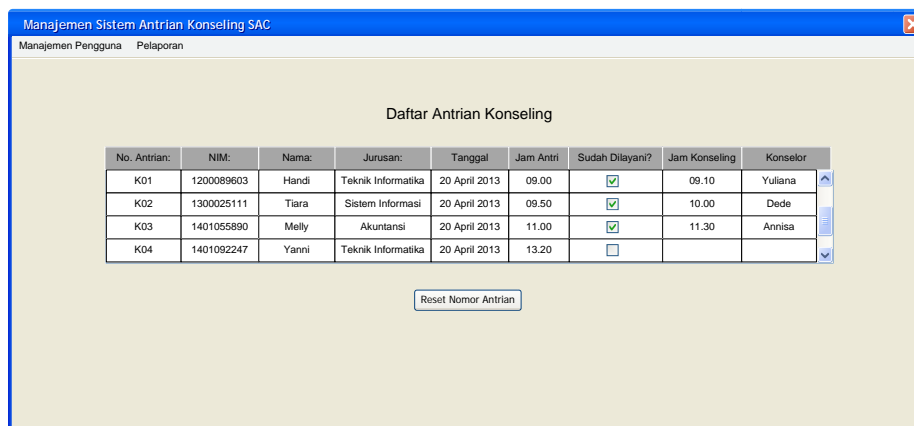 Manajemen Sistem Antrian Konseling SAC
Manajemen Pengguna Pelaporan
Daftar Antrian Konseling
No. Antrian: NIM: Nama: Jurusan: Tanggal Jam Antri Sudah Dilayani? Jam Konseling Konselor
K01 1200089603 Handi Teknik Informatika 20 April 2013 09.00 09.10 Yuliana
K02 1300025111 Tiara Sistem Informasi 20 April 2013 09.50 10.00 Dede
K03 1401055890 Melly Akuntansi 20 April 2013 11.00 11.30 Annisa
K04 1401092247 Yanni Teknik Informatika 20 April 2013 13.20
Reset Nomor Antrian